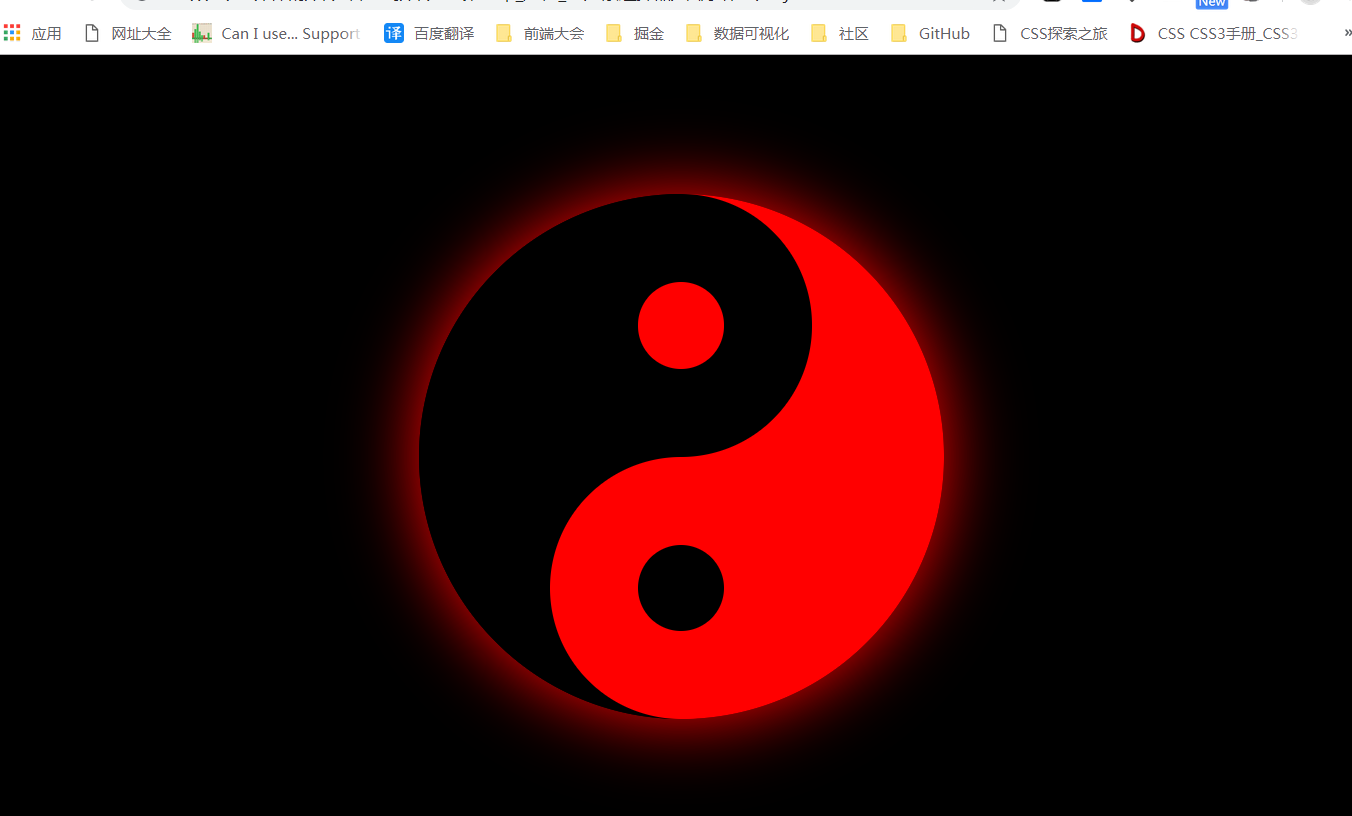 New
应用
网址大全
Can I use... Support
百度翻译
前端大会
掘金
数据可视化
社区
GitHub
CSS探索之旅
CSS CSS3手册_CSS3
»